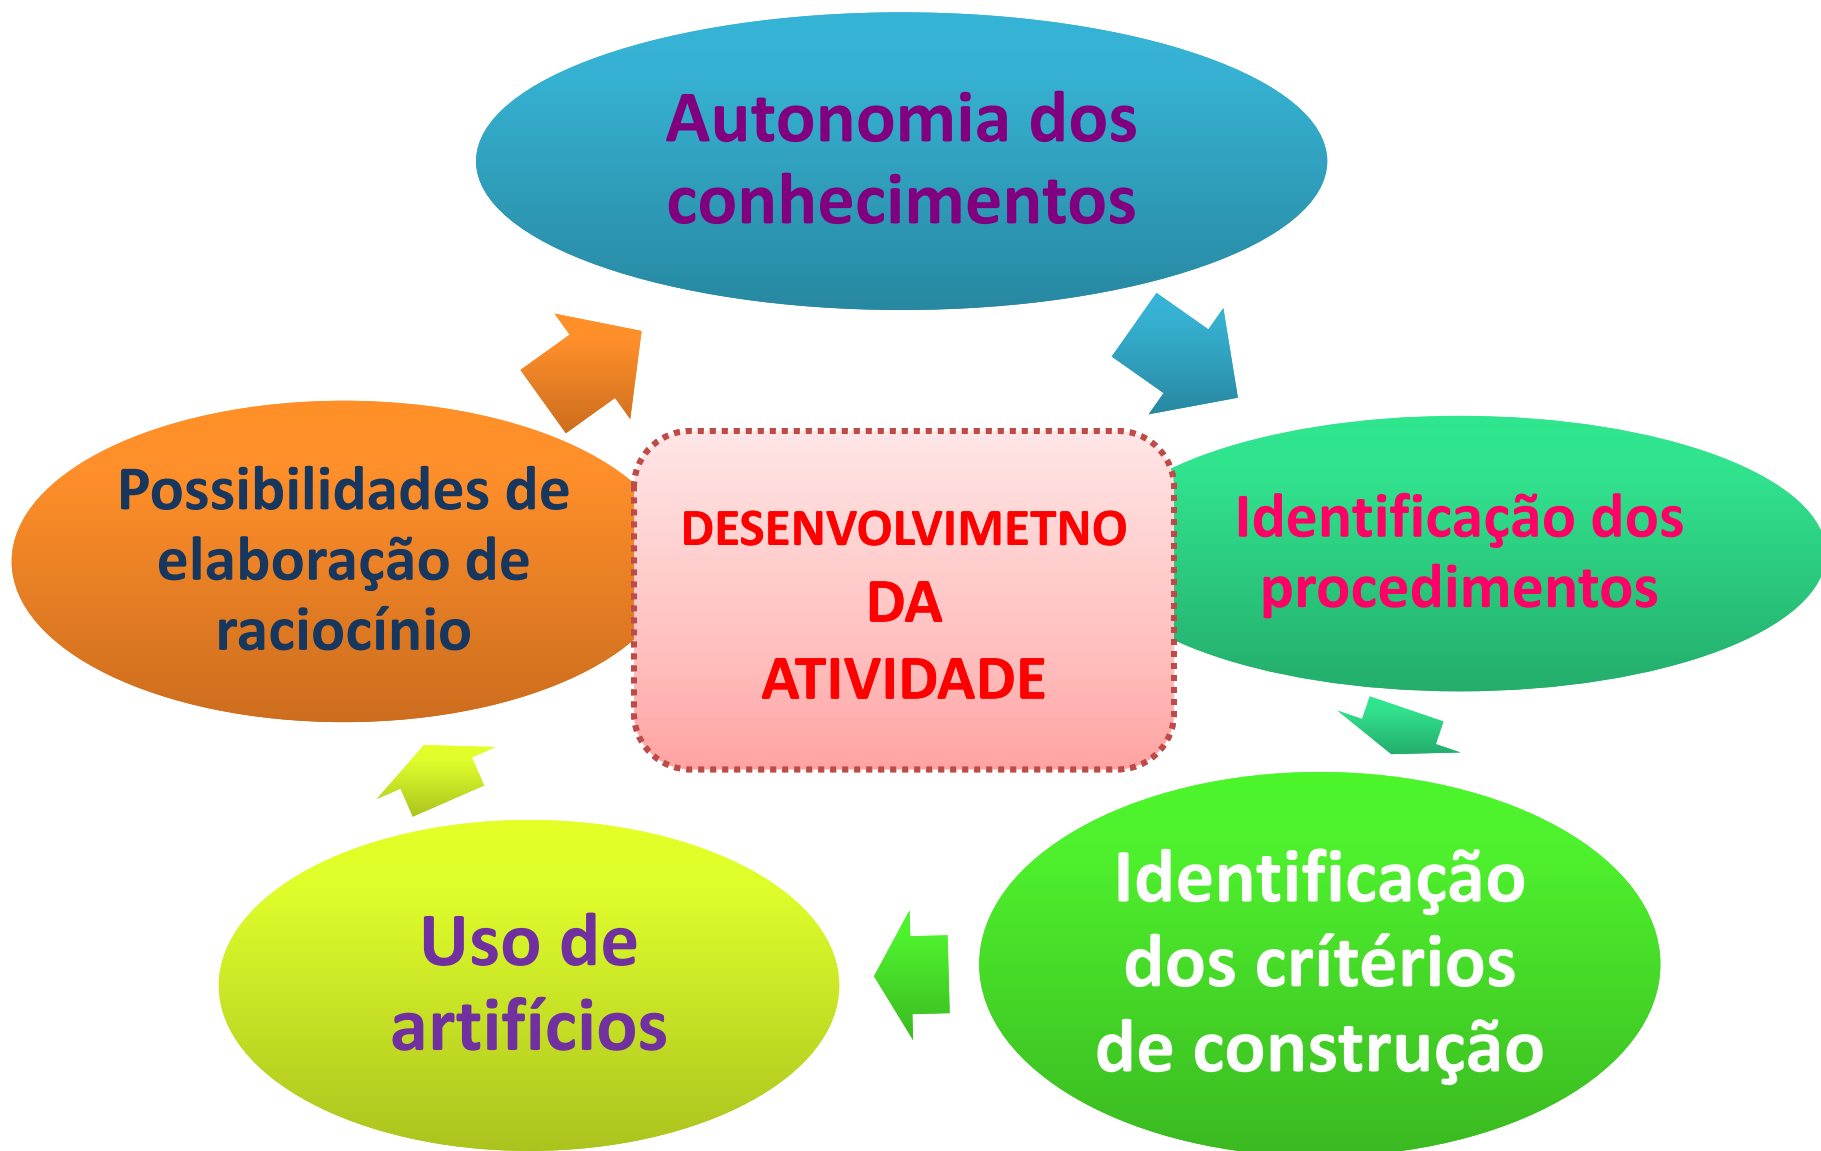 Autonomia dos
conhecimentos
Possibilidades de
elaboração de
raciocínio
DESENVOLVIMETNO
DA
ATIVIDADE
Identificação dos
procedimentos
Uso de
artifícios
Identificação
dos crítérios
de construção